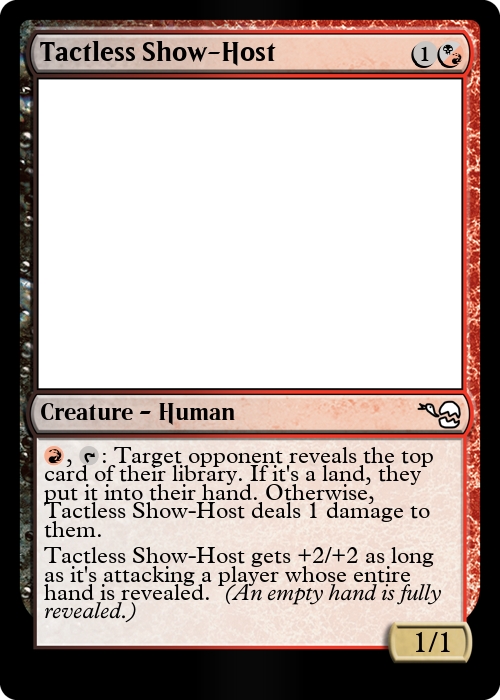 Tactless Show-Host 1
Creature - Human
, : Target opponent reveals the top
card of their library. If it's a land, they
put it into their hand. Otherwise,
Tactless Show-Host deals 1 damage to
them.
Tactless Show-Host gets +2/+2 as long
as it's attacking a player whose entire
hand is revealed. (An empty hand is fully
revealed.)
1/1